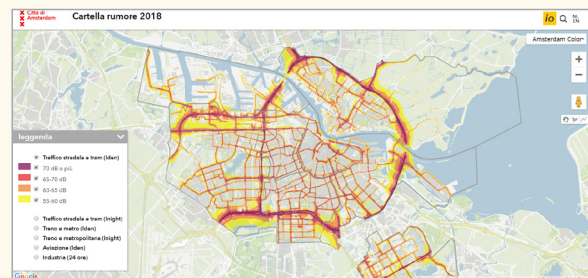 Città di
Amsterdam
Cartella rumore 2018
io
NL
EN
Amsterdam Color
leggenda
Traffico stradale e tram (lden)
70 dB o più
65-70 dB
60-65 dB
55-60 dB
Traffico stradale e tram (lnight)
Treno e metro (lden)
Treno e metropolitana (lnight)
Aviazione (lden)
Industria (24 ore)
Google